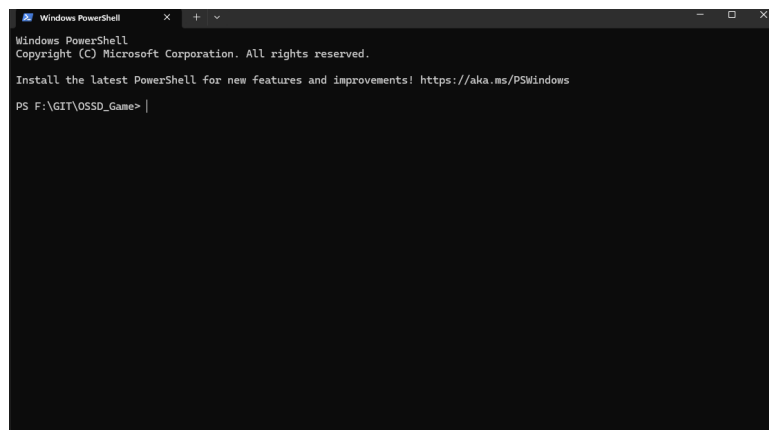 Windows PowerShell
Windows PowerShell
Copyright (C) Microsoft Corporation. All rights reserved.
Install the latest PowerShell for new features and improvements! https://aka.ms/PSWindows
PS F:\GIT\OSSD_Game>